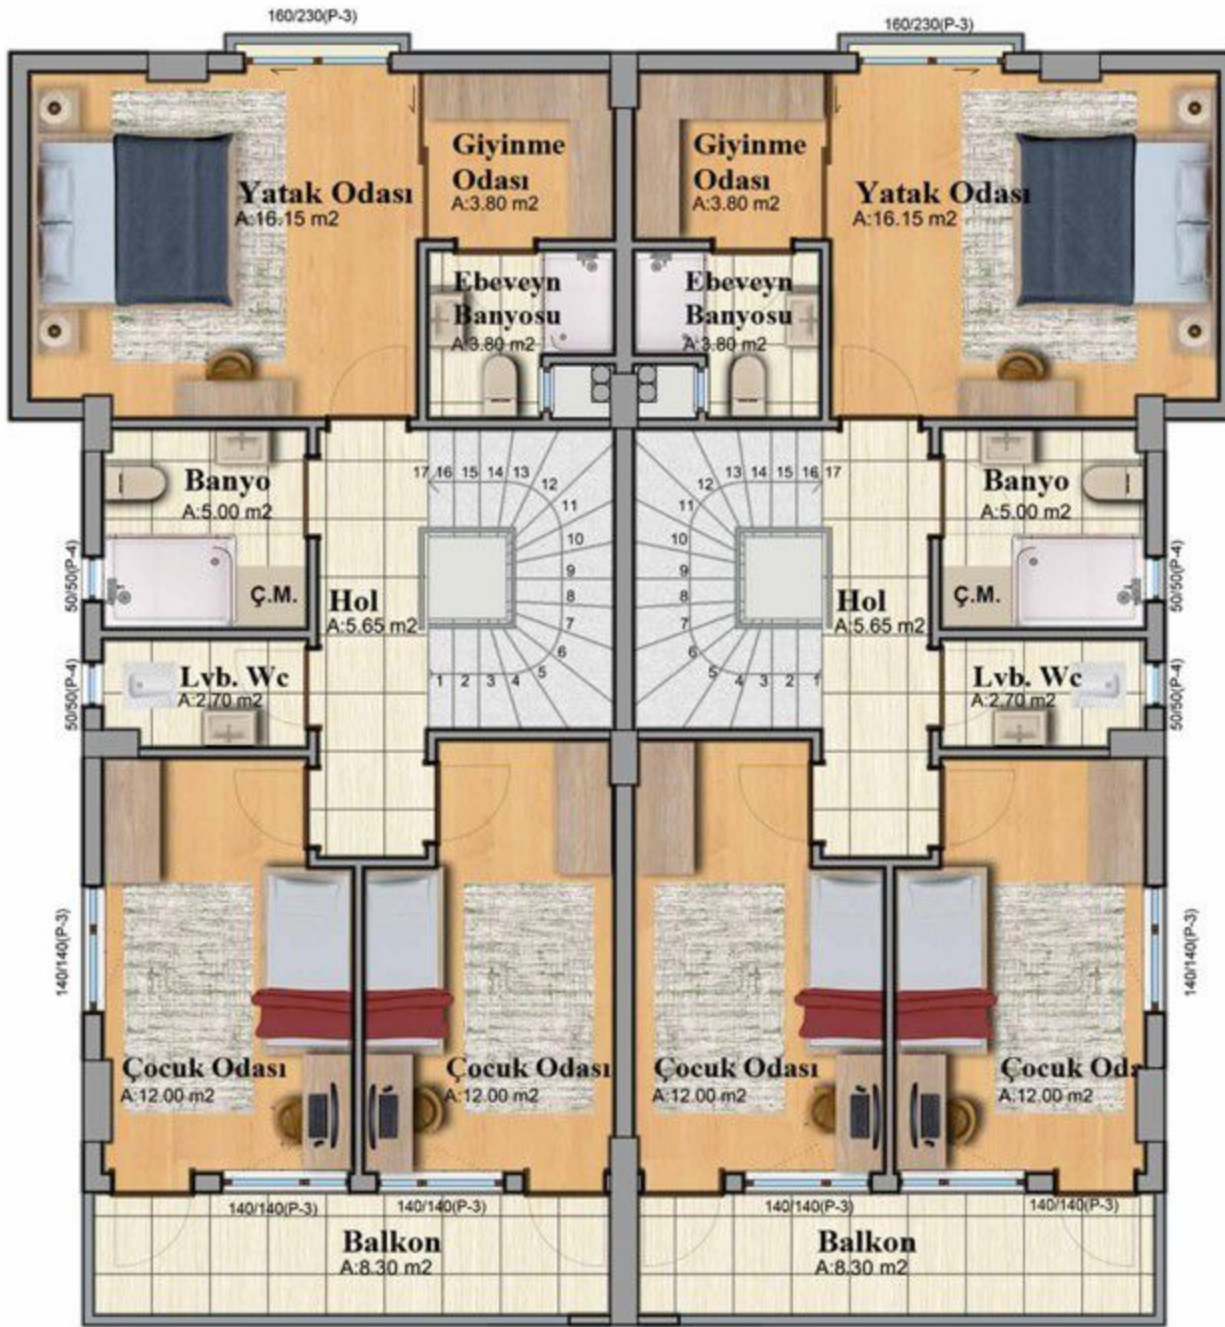 160/230(P-3)
160/230(P-3)
Giyinme
Odası
A:3.80 m2
Giyinme
Odası
A:3.80 m2
Yatak Odası
A:16.15 m2
Yatak Odası
A:16.15 m2
Ebeveyn
Banyosu
A:3.80 m2
Ebeveyn
Banyosu
A:3.80 m2
Banyo
A:5.00 m2
17 16 15 14 13 12 11 10 9 8 7 6 5 4 3 2 1
12 13 14 15 16 17
11
10
9
8
7
6
5 4 3 2 1
Banyo
A:5.00 m2
50/50(P-4)
Ç.M.
Hol
A:5.65 m2
Hol
A:5.65 m2
Ç.M.
50/50(P-4)
50/50(P-4)
Lvb. Wc
A:2.70 m2
Lvb. Wc
A:2.70 m2
50/50(P-4)
140/140(P-3)
140/140(P-3)
Çocuk Odası
A:12.00 m2
Çocuk Odası
A:12.00 m2
Çocuk Odası
A:12.00 m2
Çocuk Oda
A:12.00 m2
140/140(P-3)
140/140(P-3)
140/140(P-3)
140/140(P-3)
Balkon
A:8.30 m2
Balkon
A:8.30 m2